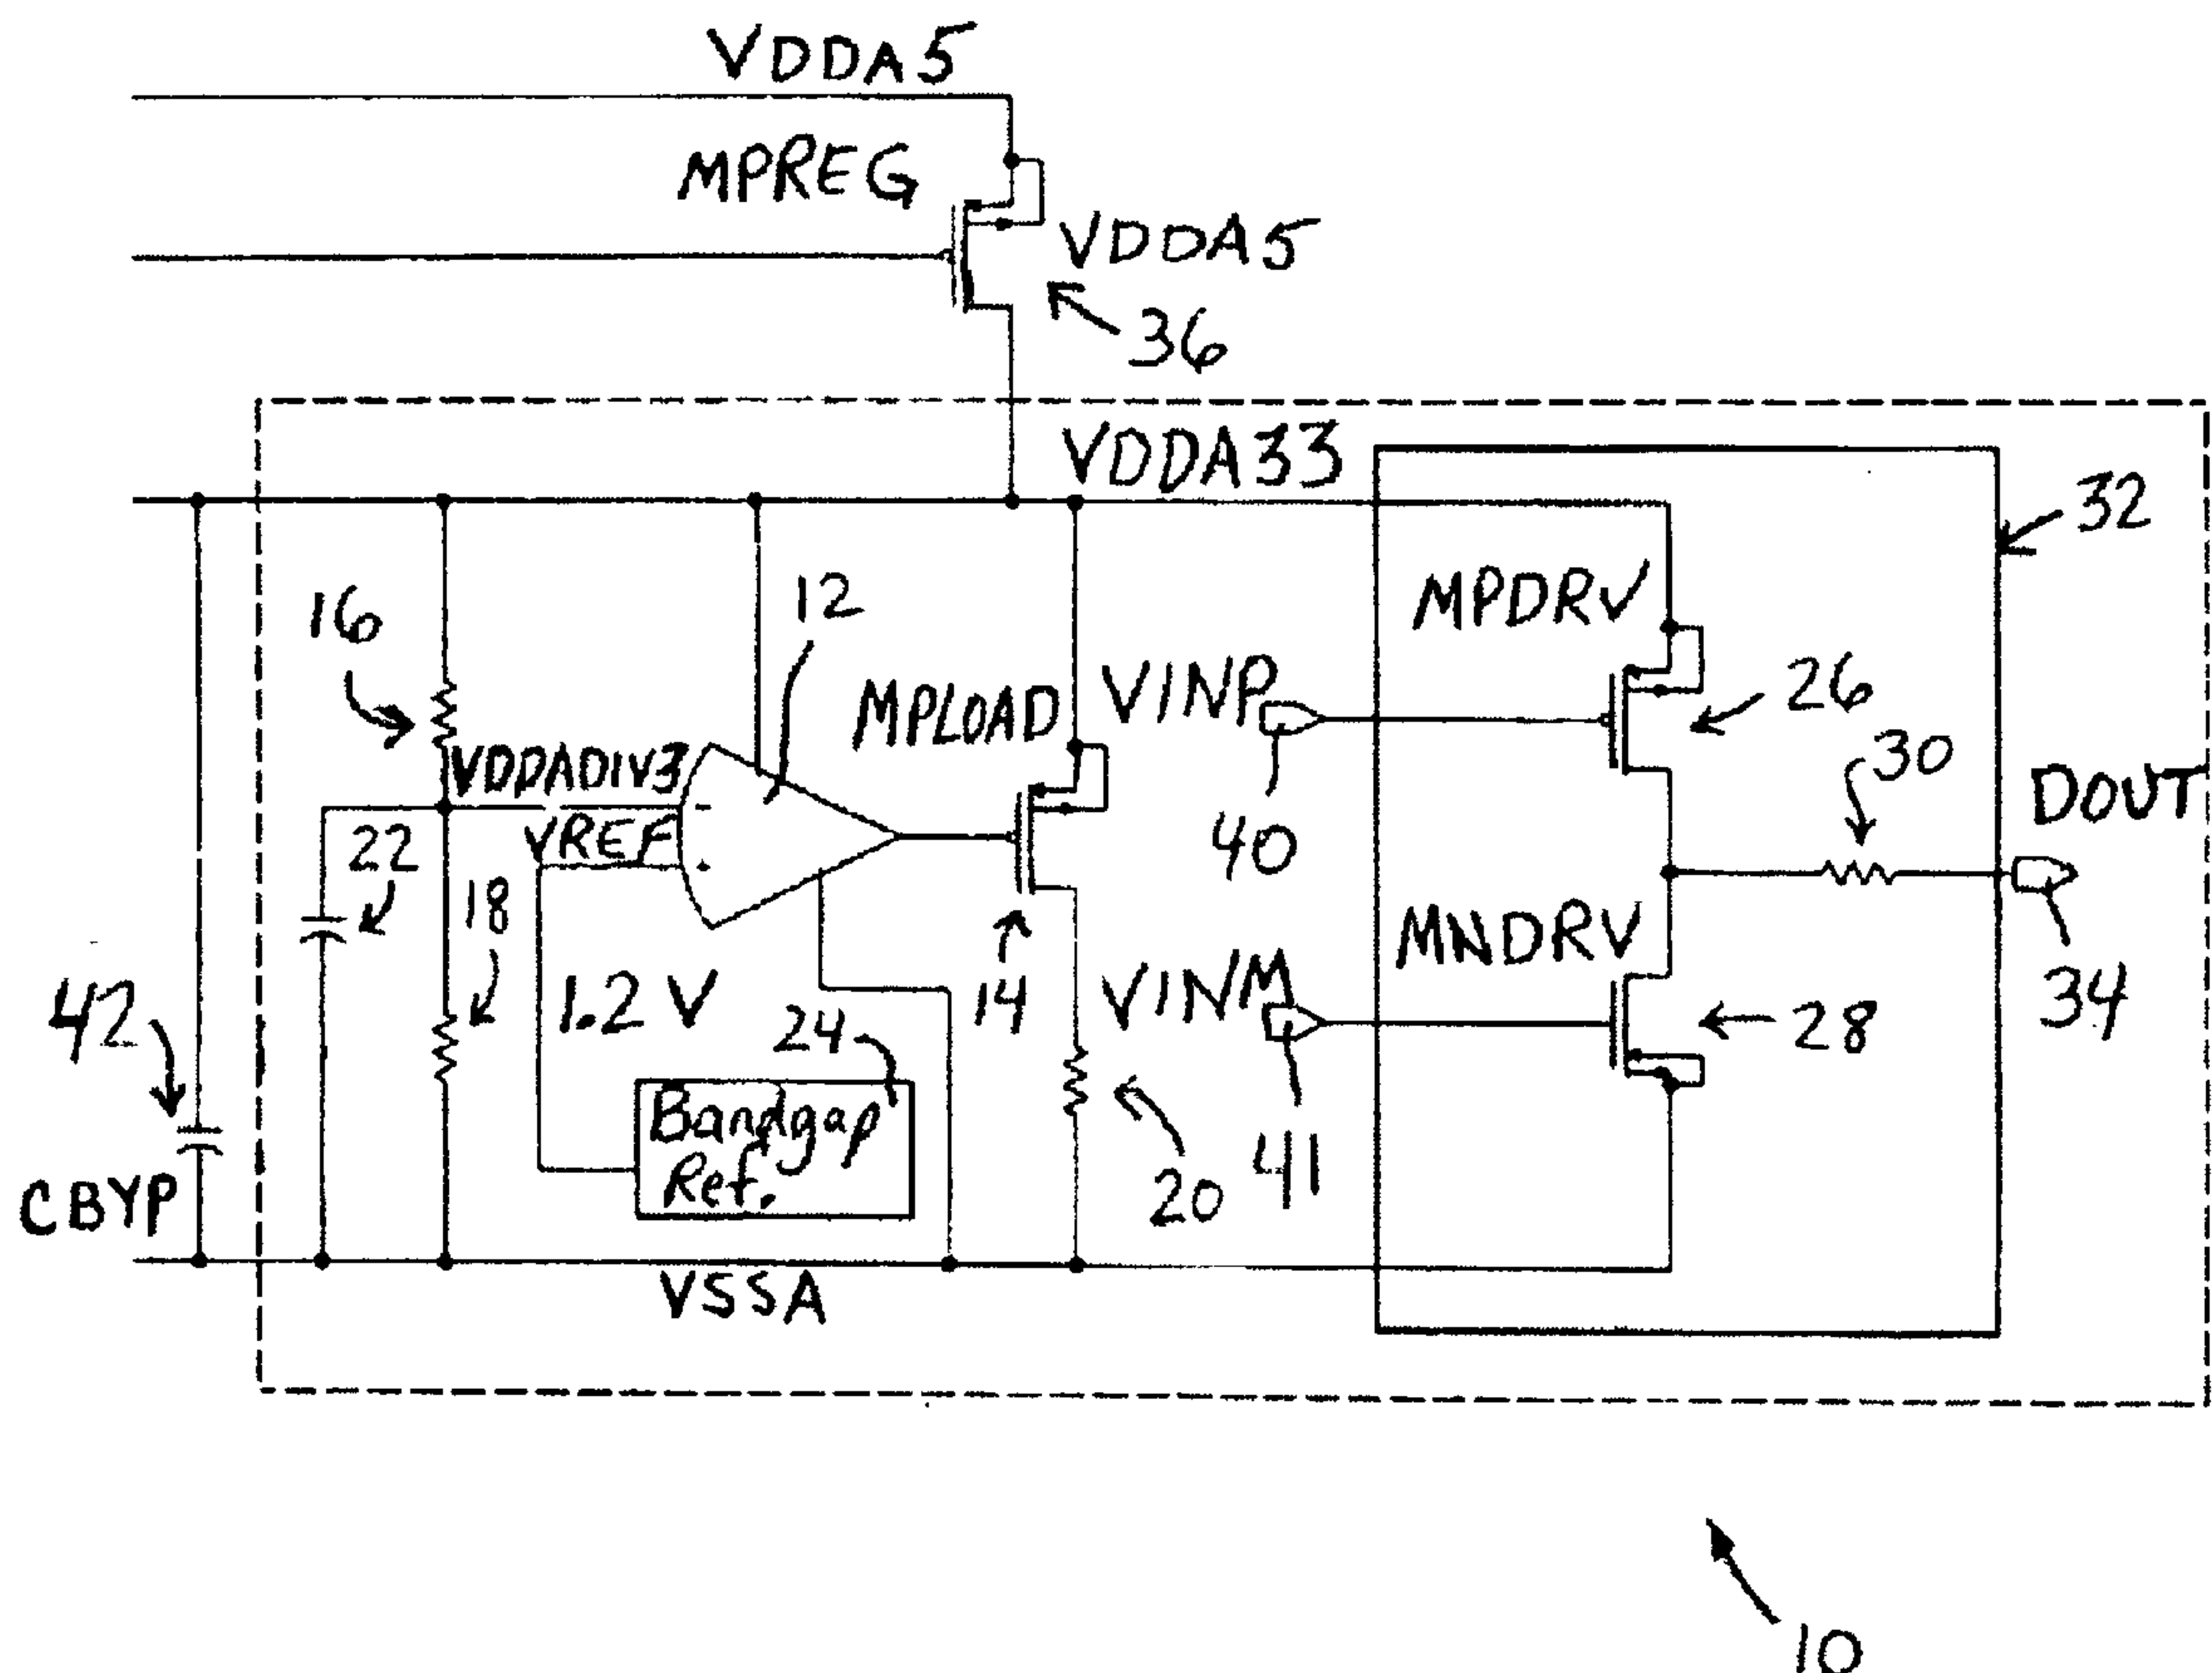 VDDA5
MPREG
VDDA5
36
VDDA33
32
MPDRV
16
12
MPLOAD
VINP
26
30
VDDADIV3
-
DOUT
22
VREF
+
40
18
MNDRV
42
1.2 V
14
VINM
34
24
28
Bandgap
Ref.
CBYP
20
41
VSSA
10